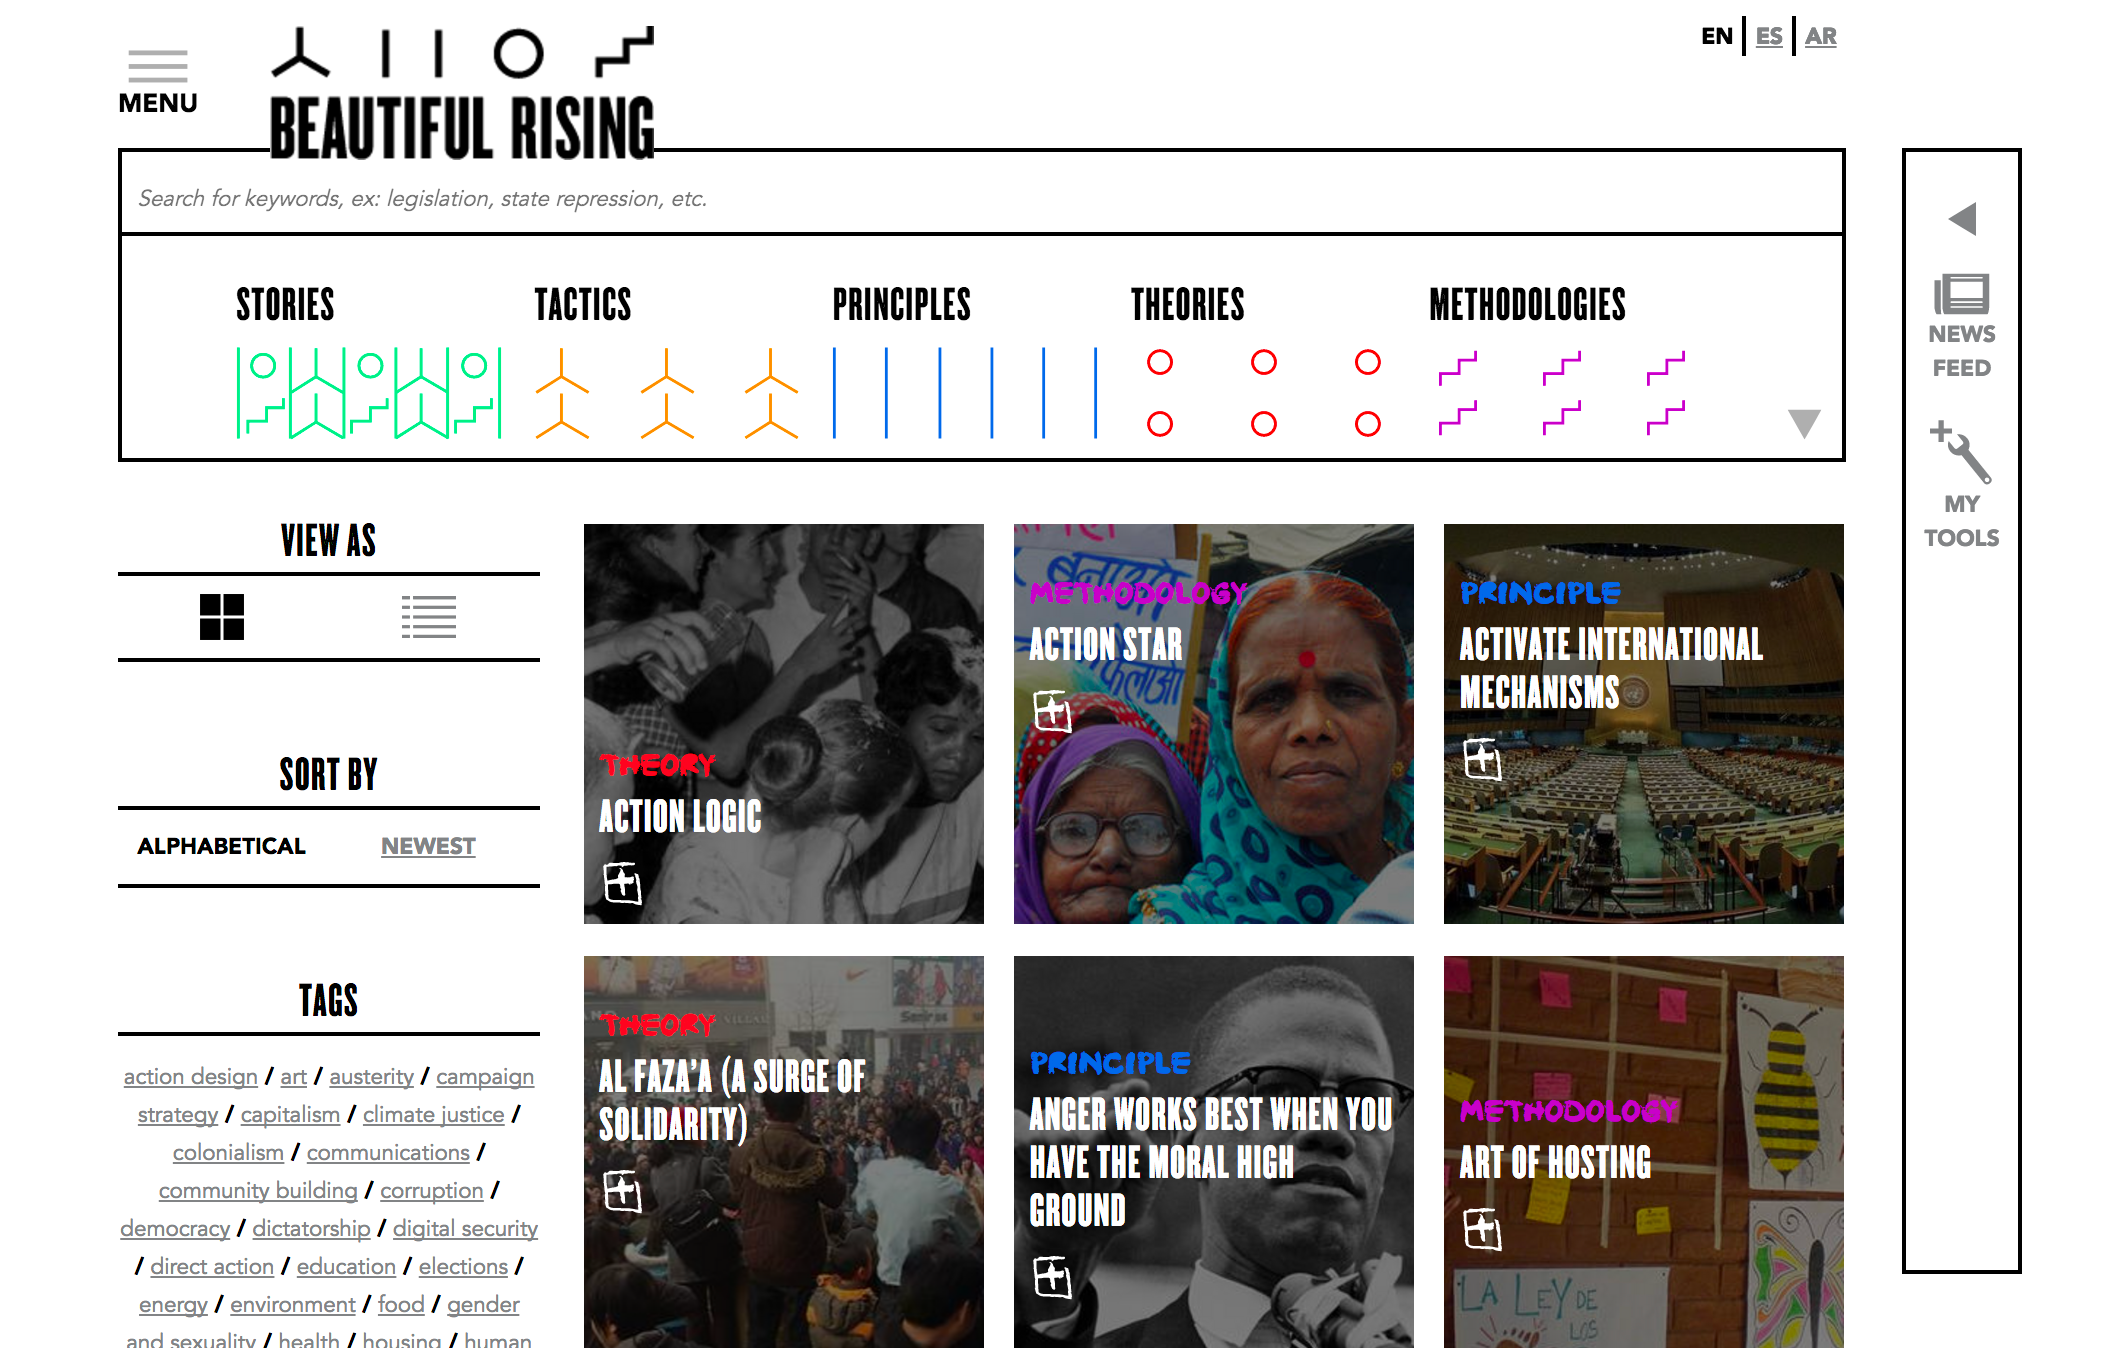 MENU
BEAUTIFUL RISING
EN | ES | AR
Search for keywords, ex: legislation, state repression, etc.
STORIES
TACTICS
PRINCIPLES
THEORIES
METHODOLOGIES
NEWS
FEED
MY
TOOLS
VIEW AS
SORT BY
ALPHABETICAL
NEWEST
TAGS
action design / art / austerity / campaign
strategy / capitalism / climate justice /
colonialism / communications /
community building / corruption /
democracy / dictatorship / digital security
/ direct action / education / elections /
energy / environment / food / gender
and sexuality / health / housing / human
THEORY
ACTION LOGIC
METHODOLOGY
ACTION STAR
PRINCIPLE
ACTIVATE INTERNATIONAL
MECHANISMS
THEORY
AL FAZA'A (A SURGE OF
SOLIDARITY)
PRINCIPLE
ANGER WORKS BEST WHEN YOU
HAVE THE MORAL HIGH
GROUND
METHODOLOGY
ART OF HOSTING
LA LEY DE
LOS